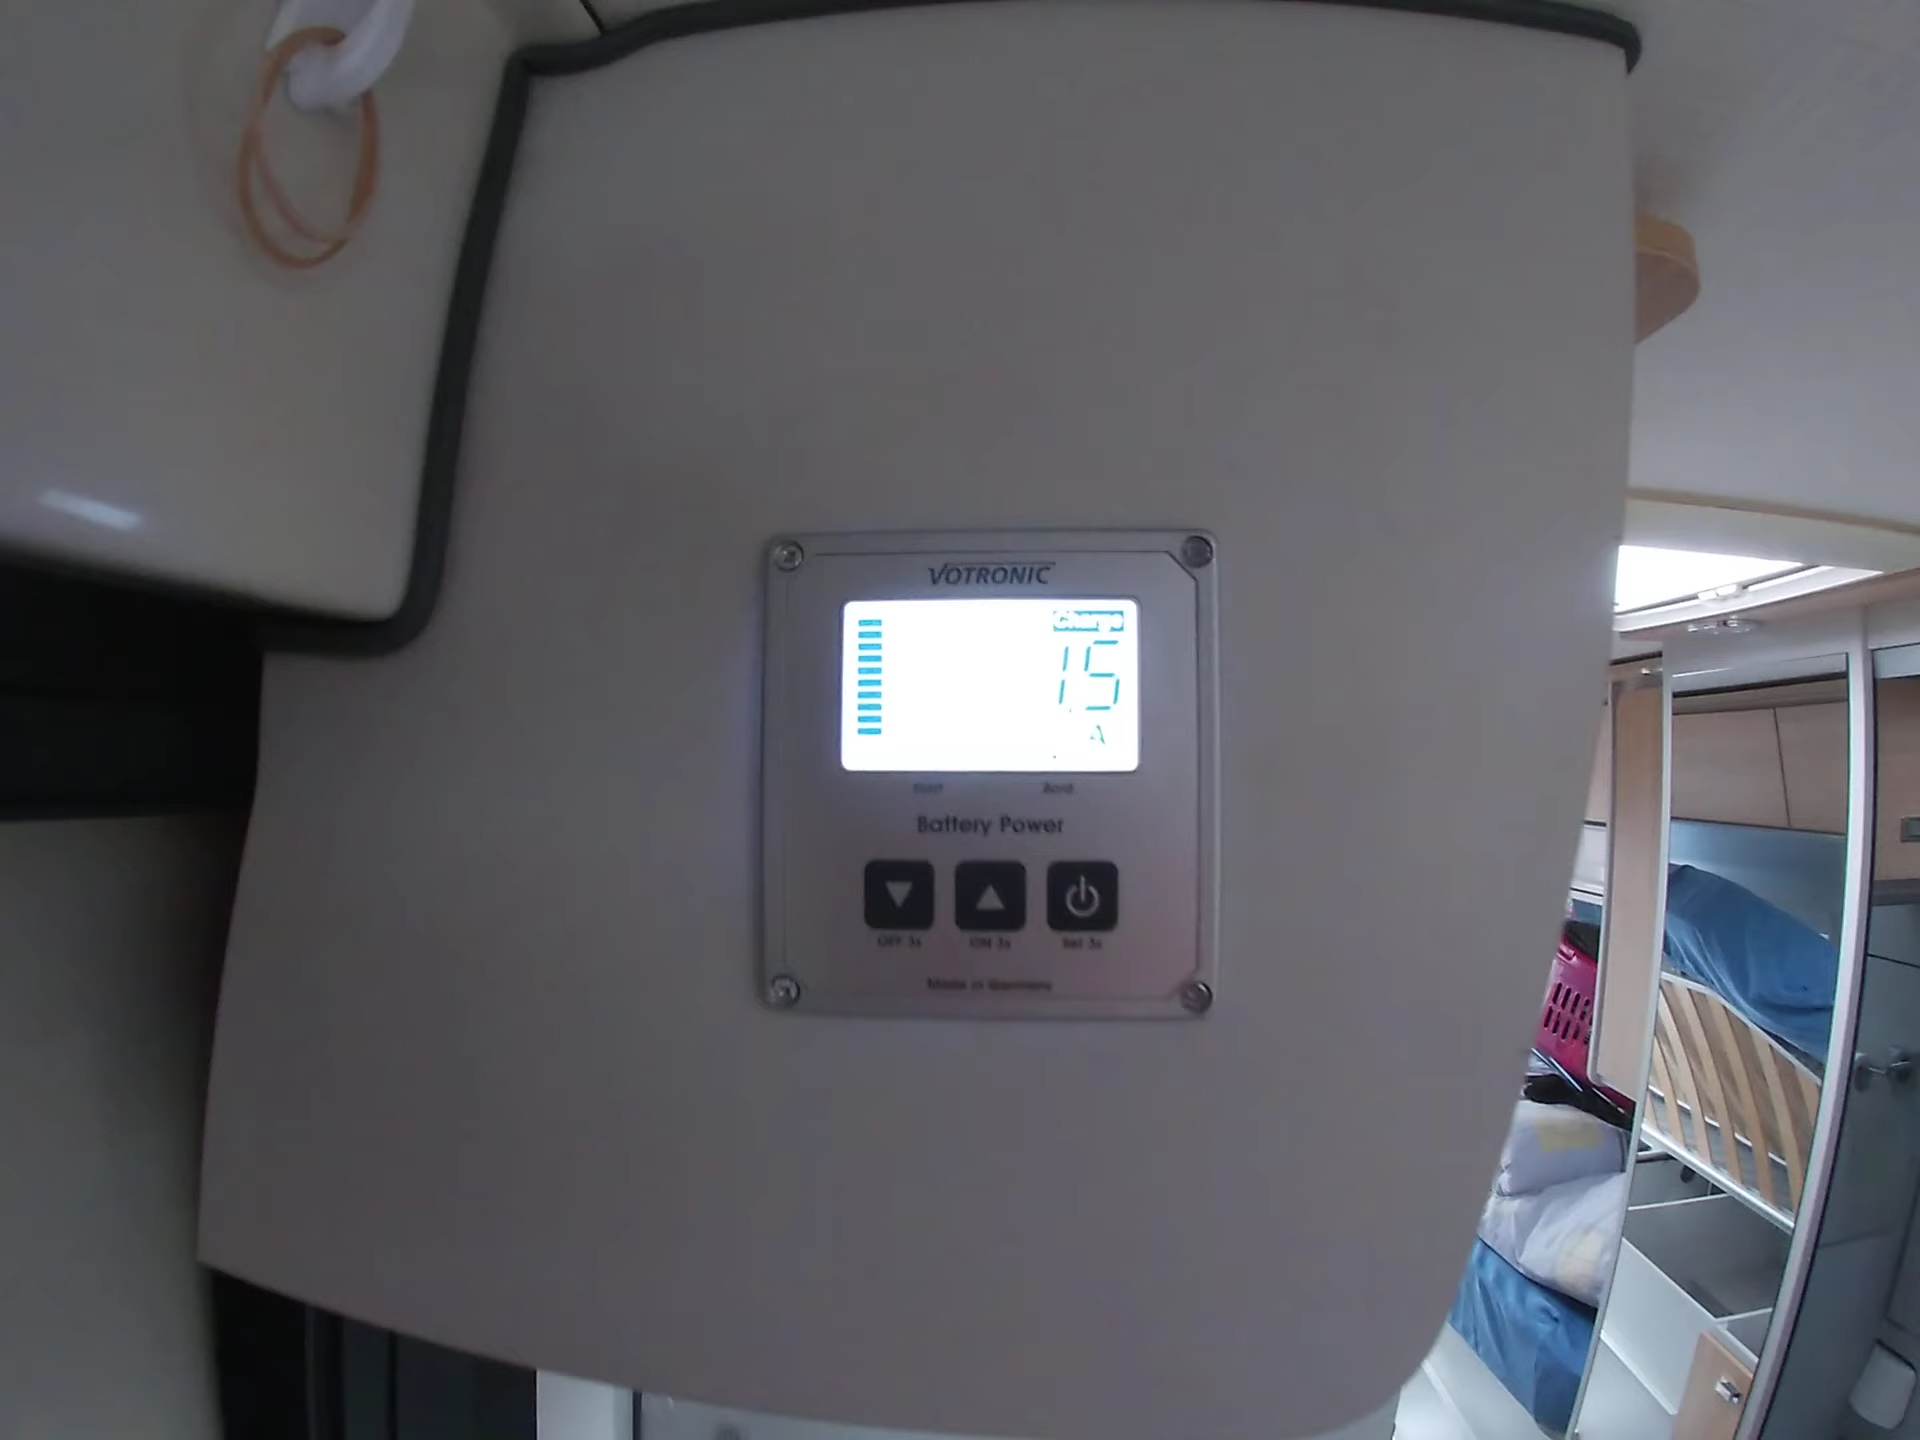 VOTRONIC
Charge
1.5
A
Start Bord
Battery Power
OFF 3s ON 3s Set 3s
Made in Germany